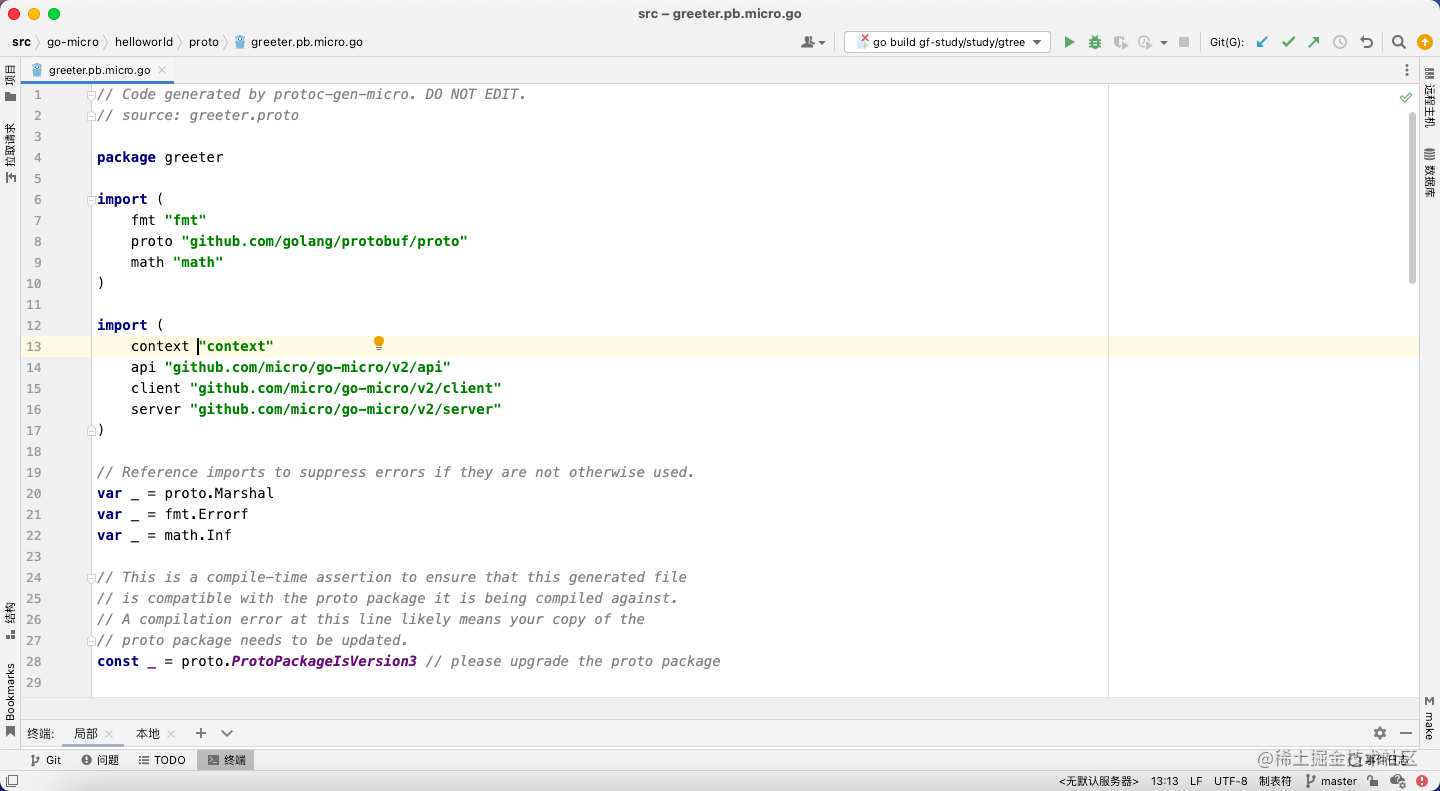 src – greeter.pb.micro.go
src go-micro helloworld proto greeter.pb.micro.go
go build gf-study/study/gtree
Git(G):
项目
拉取请求
结构
Bookmarks
greeter.pb.micro.go
远程主机
数据库
make
1 // Code generated by protoc-gen-micro. DO NOT EDIT.
2 // source: greeter.proto
3
4 package greeter
5
6 import (
7 fmt "fmt"
8 proto "github.com/golang/protobuf/proto"
9 math "math"
10 )
11
12 import (
13 context "context"
14 api "github.com/micro/go-micro/v2/api"
15 client "github.com/micro/go-micro/v2/client"
16 server "github.com/micro/go-micro/v2/server"
17 )
18
19 // Reference imports to suppress errors if they are not otherwise used.
20 var _ = proto.Marshal
21 var _ = fmt.Errorf
22 var _ = math.Inf
23
24 // This is a compile-time assertion to ensure that this generated file
25 // is compatible with the proto package it is being compiled against.
26 // A compilation error at this line likely means your copy of the
27 // proto package needs to be updated.
28 const _ = proto.ProtoPackageIsVersion3 // please upgrade the proto package
29
终端: 局部 本地
Git 问题 TODO 终端
事件日志
@稀土掘金技术社区
<无默认服务器> 13:13 LF UTF-8 制表符 master